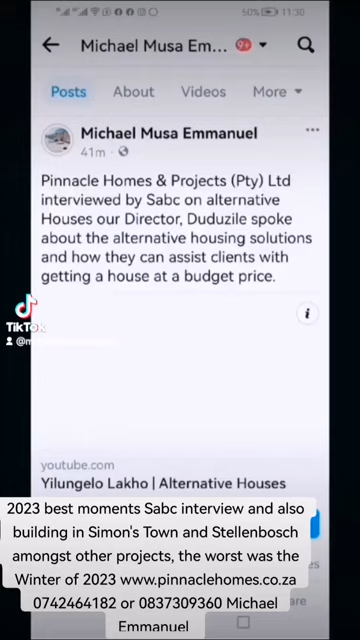 50% 11:30
Michael Musa Em... 9+
Posts About Videos More
Michael Musa Emmanuel
41m
Pinnacle Homes & Projects (Pty) Ltd
interviewed by Sabc on alternative
Houses our Director, Duduzile spoke
about the alternative housing solutions
and how they can assist clients with
getting a house at a budget price.
TikTok
youtube.com
Yilungelo Lakho | Alternative Houses
2023 best moments Sabc interview and also
building in Simon's Town and Stellenbosch
amongst other projects, the worst was the
Winter of 2023 www.pinnaclehomes.co.za
0742464182 or 0837309360 Michael
Emmanuel